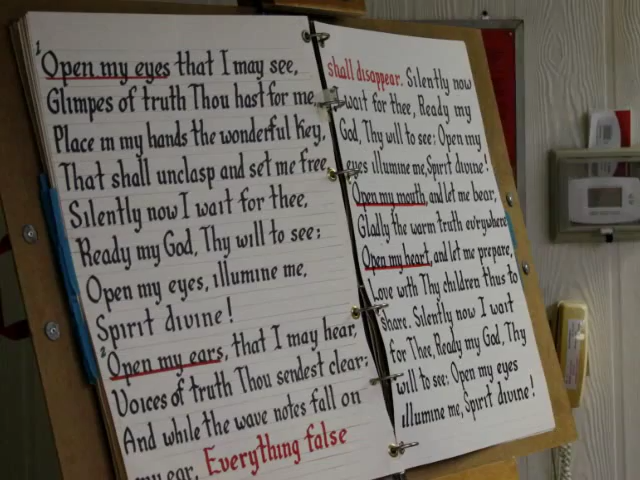 1
Open my eyes that I may see,
Glimpes of truth Thou hast for me,
Place in my hands the wonderful key,
That shall unclasp and set me free
Silently now I wait for thee,
Ready my God, Thy will to see:
Open my eyes, illumine me,
Spirit divine!
2
Open my ears, that I may hear,
Voices of truth Thou sendest clear;
And while the wave notes fall on
my ear, Everything false
shall disappear. Silently now
wait for thee, Ready my
God, Thy will to see: Open my
eyes illumine me, Spirit divine!
Open my mouth, and let me bear,
Gladly the warm truth everywhere
Open my heart, and let me prepare,
Love with Thy children thus to
share. Silently now I wait
for Thee, Ready my God, Thy
will to see: Open my eyes
illumine me, Spirit divine!